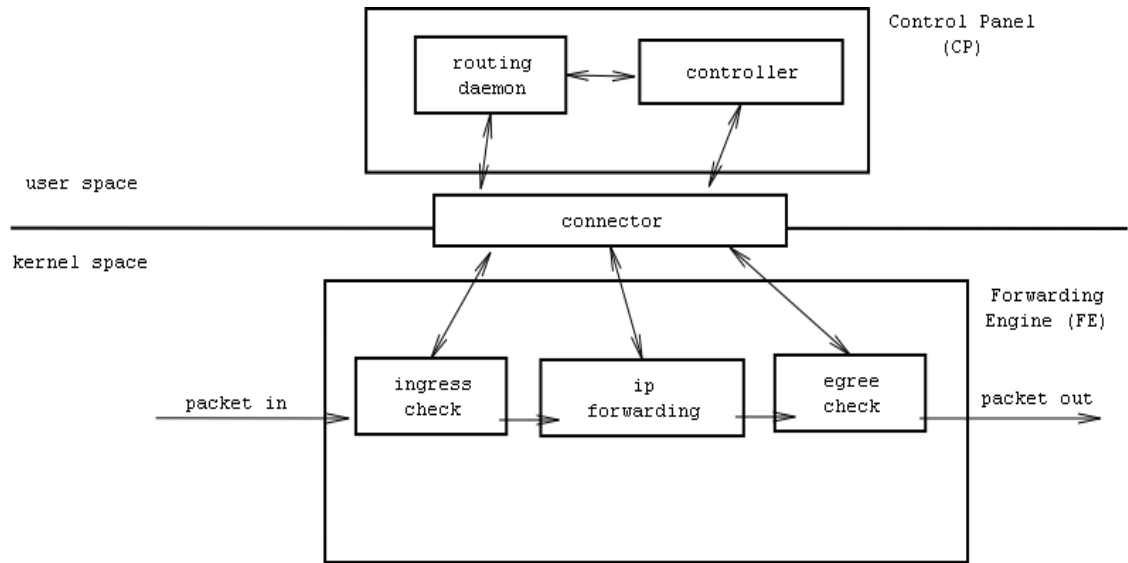 Control Panel
(CP)
routing
daemon
controller
user space
connector
kernel space
Forwarding
Engine (FE)
packet in
ingress
check
ip
forwarding
egree
check
packet out